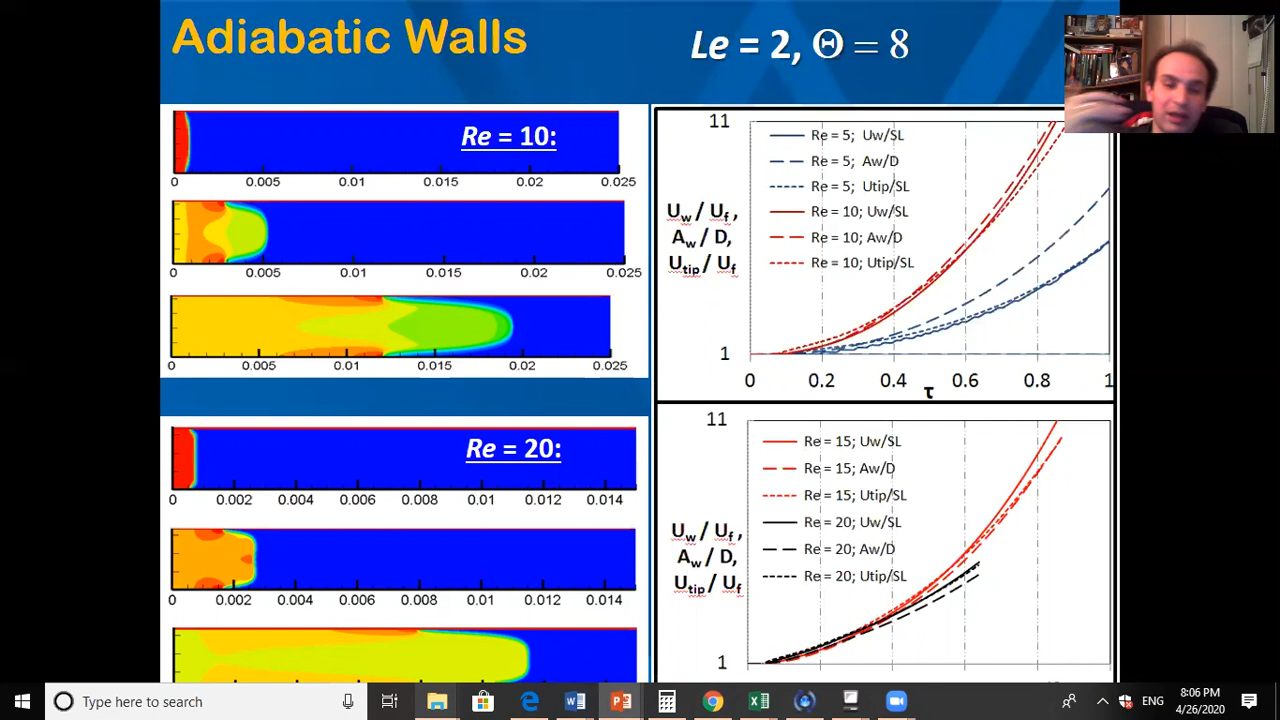 Adiabatic Walls
Le = 2, Θ = 8
Re = 10:
0 0.005 0.01 0.015 0.02 0.025
0 0.005 0.01 0.015 0.02 0.025
0 0.005 0.01 0.015 0.02 0.025
Re = 20:
0 0.002 0.004 0.006 0.008 0.01 0.012 0.014
0 0.002 0.004 0.006 0.008 0.01 0.012 0.014
11
Uw / Uf ,
Aw / D,
Utip / Uf
1
Re = 5; Uw/SL
Re = 5; Aw/D
Re = 5; Utip/SL
Re = 10; Uw/SL
Re = 10; Aw/D
Re = 10; Utip/SL
0 0.2 0.4 0.6 0.8 1
τ
11
Uw / Uf ,
Aw / D,
Utip / Uf
1
Re = 15; Uw/SL
Re = 15; Aw/D
Re = 15; Utip/SL
Re = 20; Uw/SL
Re = 20; Aw/D
Re = 20; Utip/SL
Type here to search
ENG
8:06 PM
4/26/2020